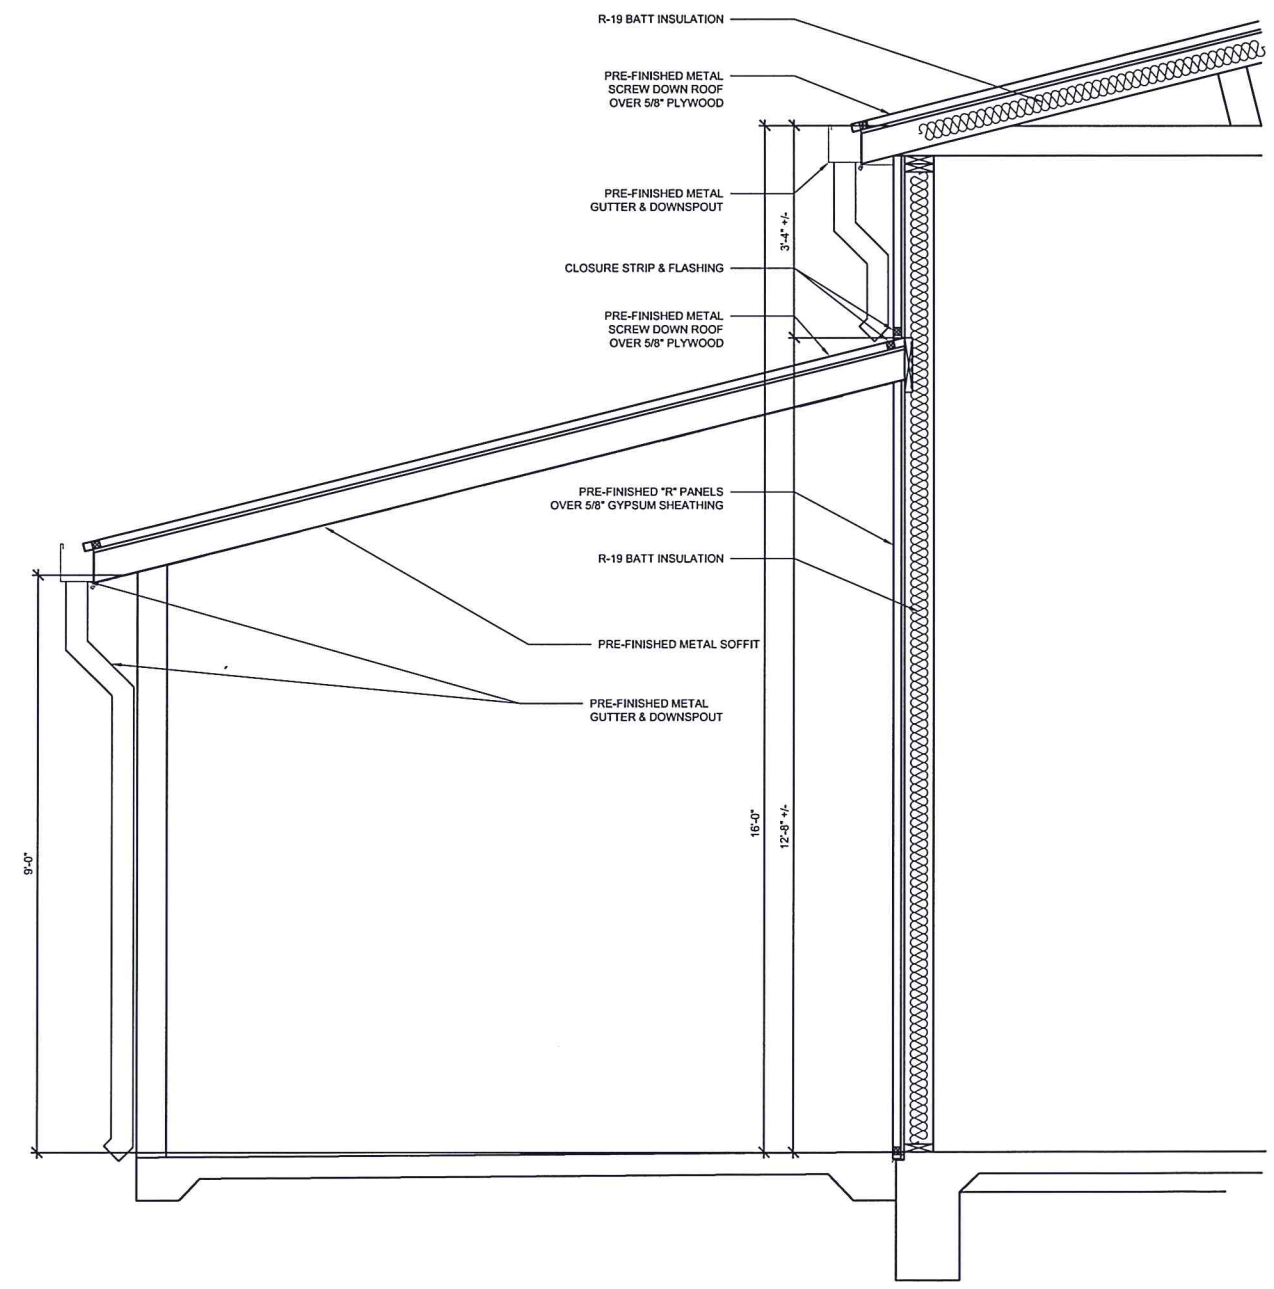 R-19 BATT INSULATION
PRE-FINISHED METAL
SCREW DOWN ROOF
OVER 5/8" PLYWOOD
PRE-FINISHED METAL
GUTTER & DOWNSPOUT
3'-4" +/-
CLOSURE STRIP & FLASHING
PRE-FINISHED METAL
SCREW DOWN ROOF
OVER 5/8" PLYWOOD
PRE-FINISHED "R" PANELS
OVER 5/8" GYPSUM SHEATHING
R-19 BATT INSULATION
PRE-FINISHED METAL SOFFIT
PRE-FINISHED METAL
GUTTER & DOWNSPOUT
16'-0"
12'-8" +/-
9'-0"